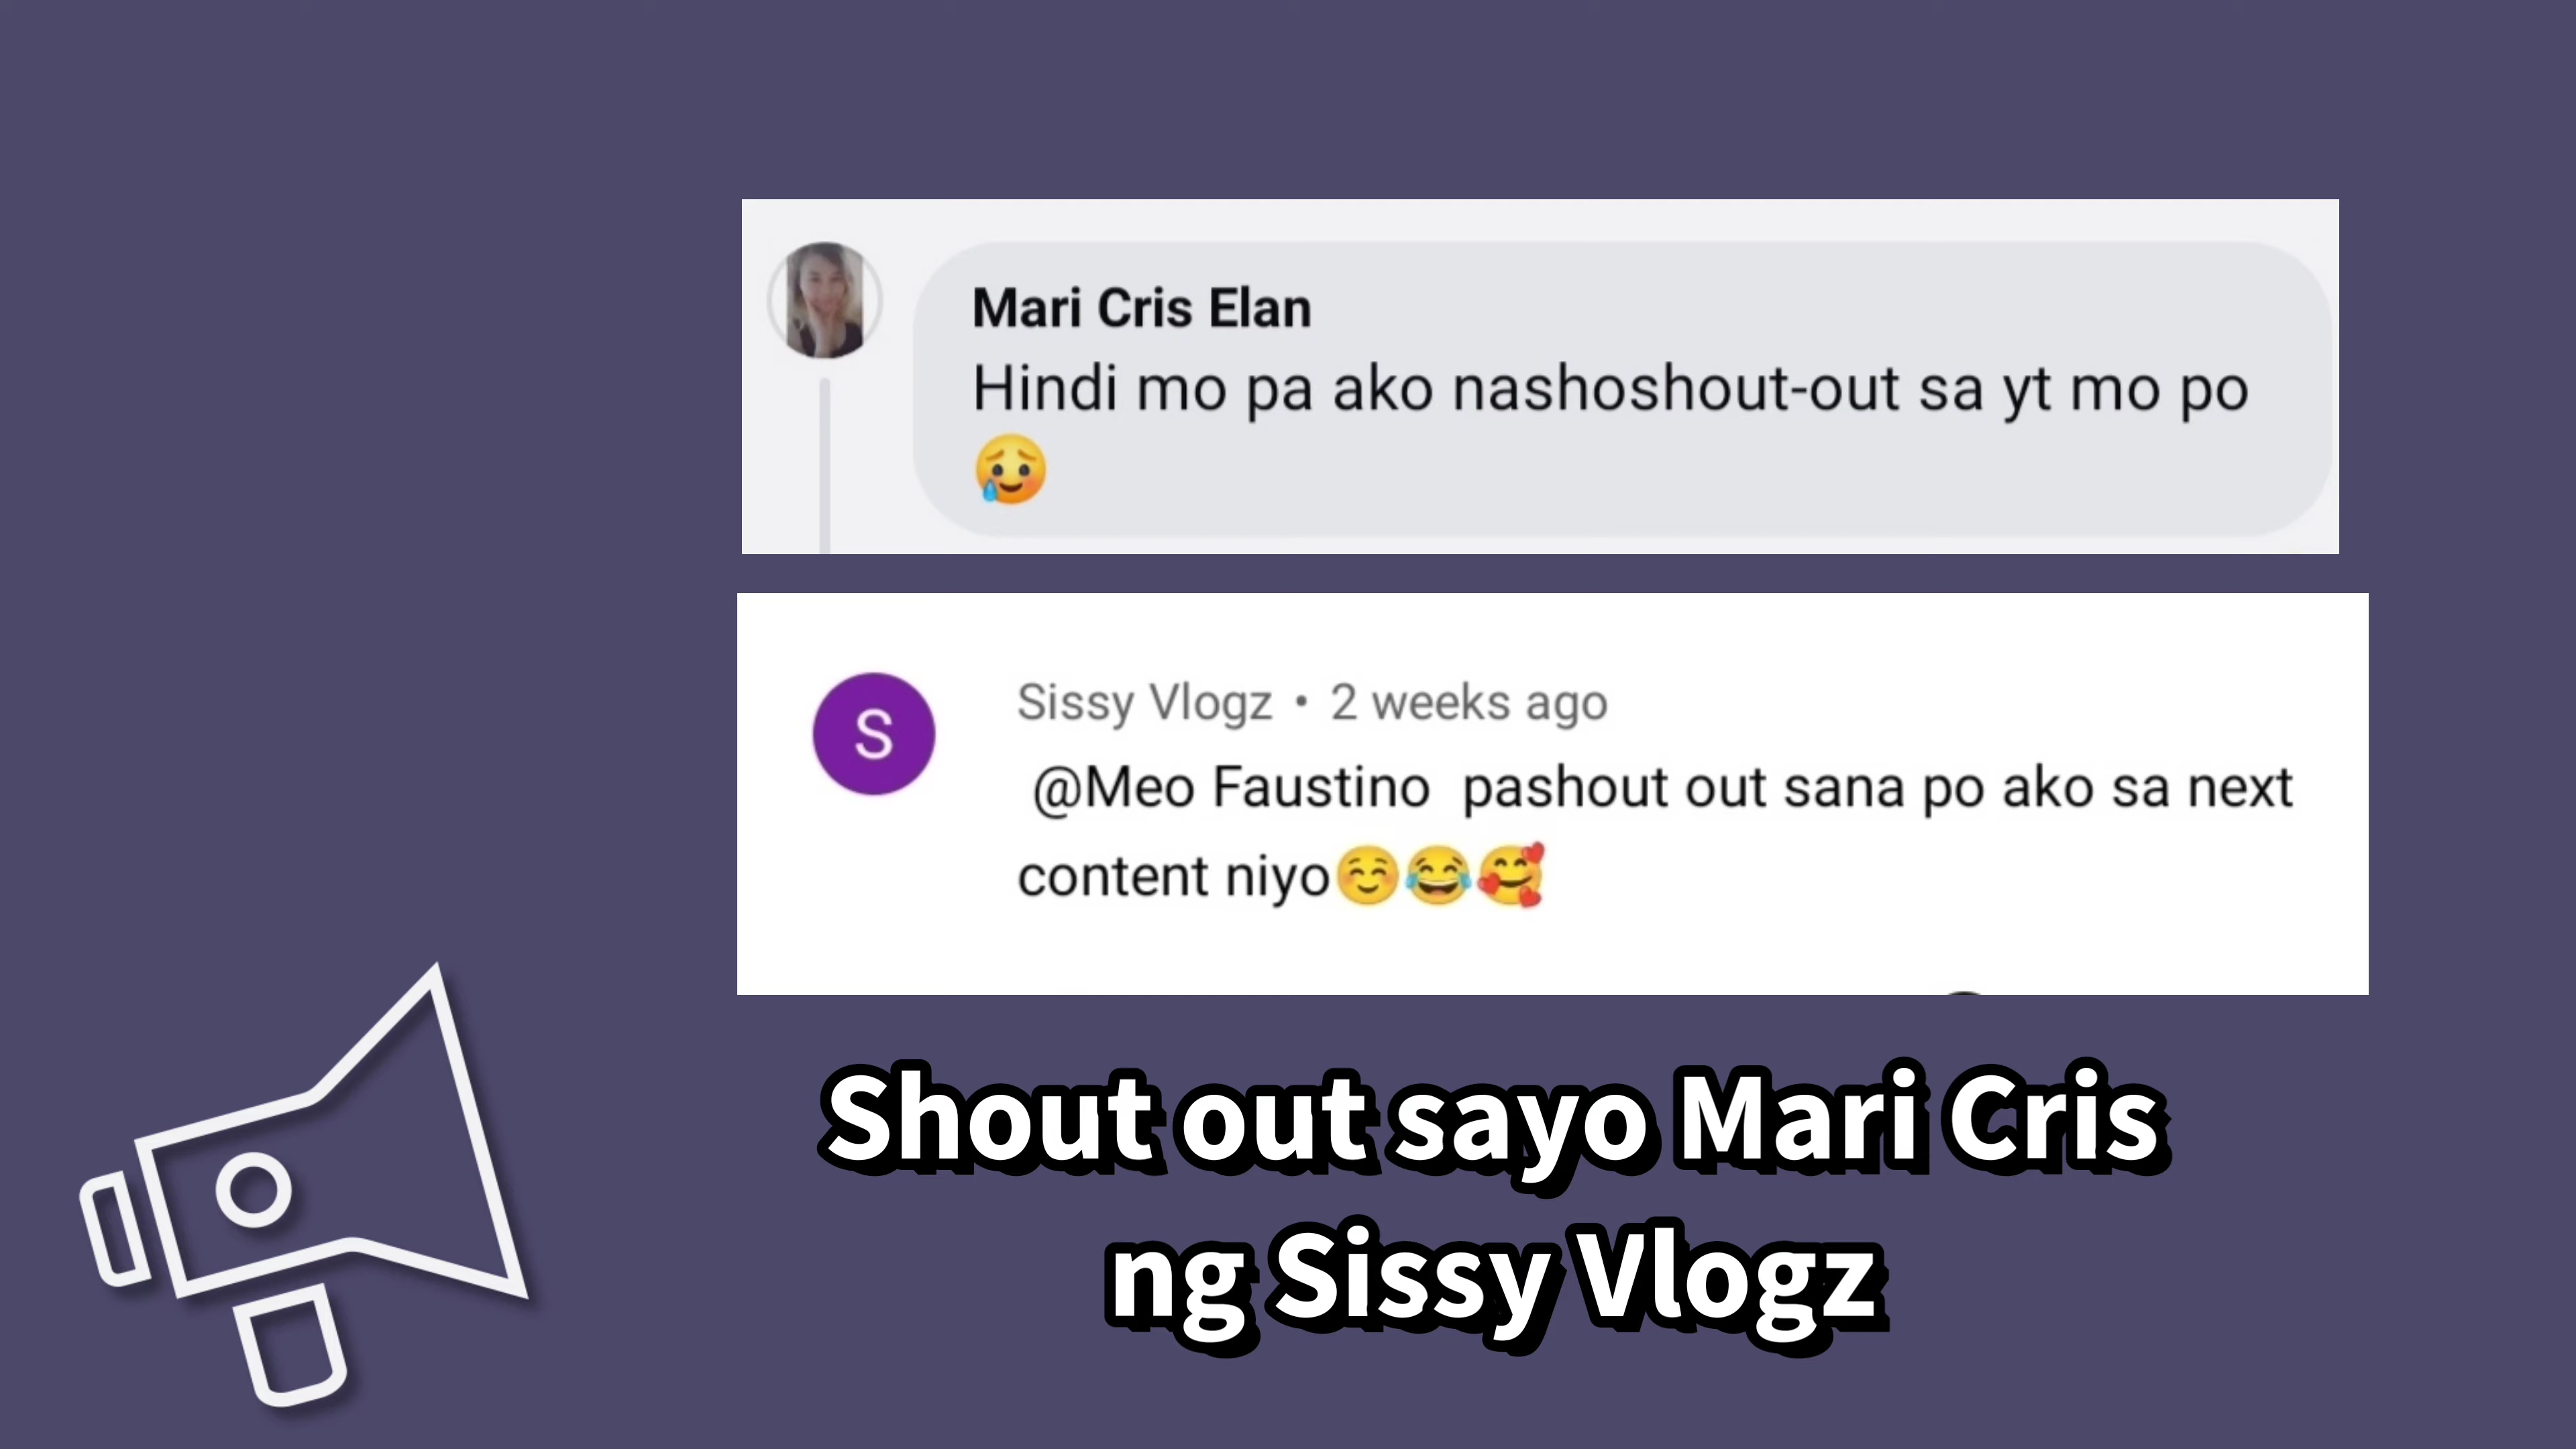 Mari Cris Elan
Hindi mo pa ako nashoshout-out sa yt mo po
🥲
S
Sissy Vlogz • 2 weeks ago
@Meo Faustino pashout out sana po ako sa next
content niyo☺️😂🥰
Shout out sayo Mari Cris
ng Sissy Vlogz